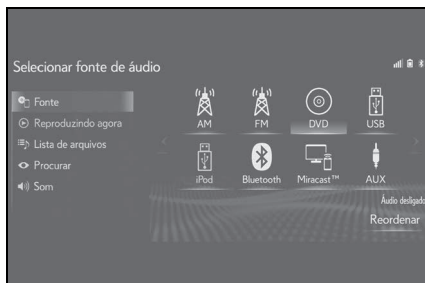 Selecionar fonte de áudio
Fonte
Reproduzindo agora
Lista de arquivos
Procurar
Som
AM
FM
DVD
USB
iPod
Bluetooth
Miracast™
AUX
Áudio desligado
Reordenar